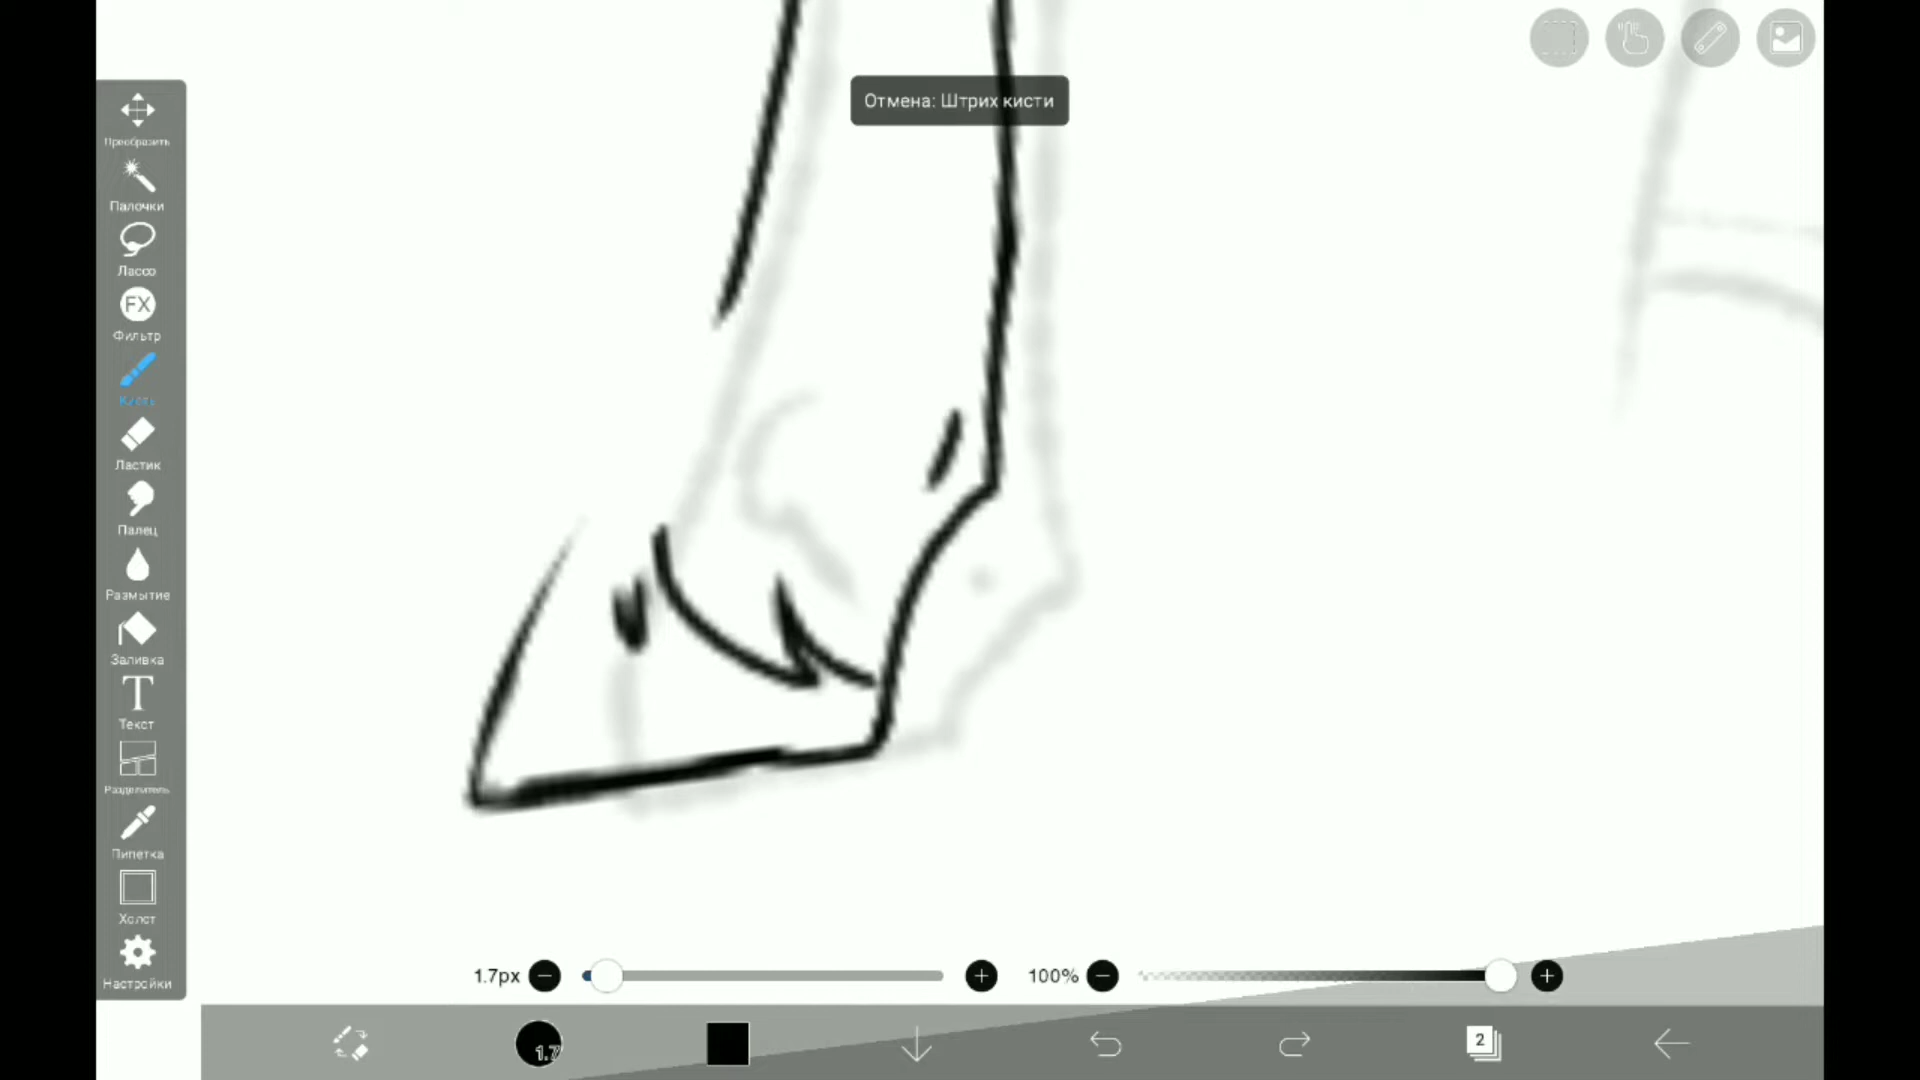 Отмена: Штрих кисти
Преобразить
Палочки
Лассо
FX
Фильтр
Кисть
Ластик
Палец
Размытие
Заливка
T
Текст
Разделитель
Пипетка
Холст
Настройки
1.7px
100%
1.7
2